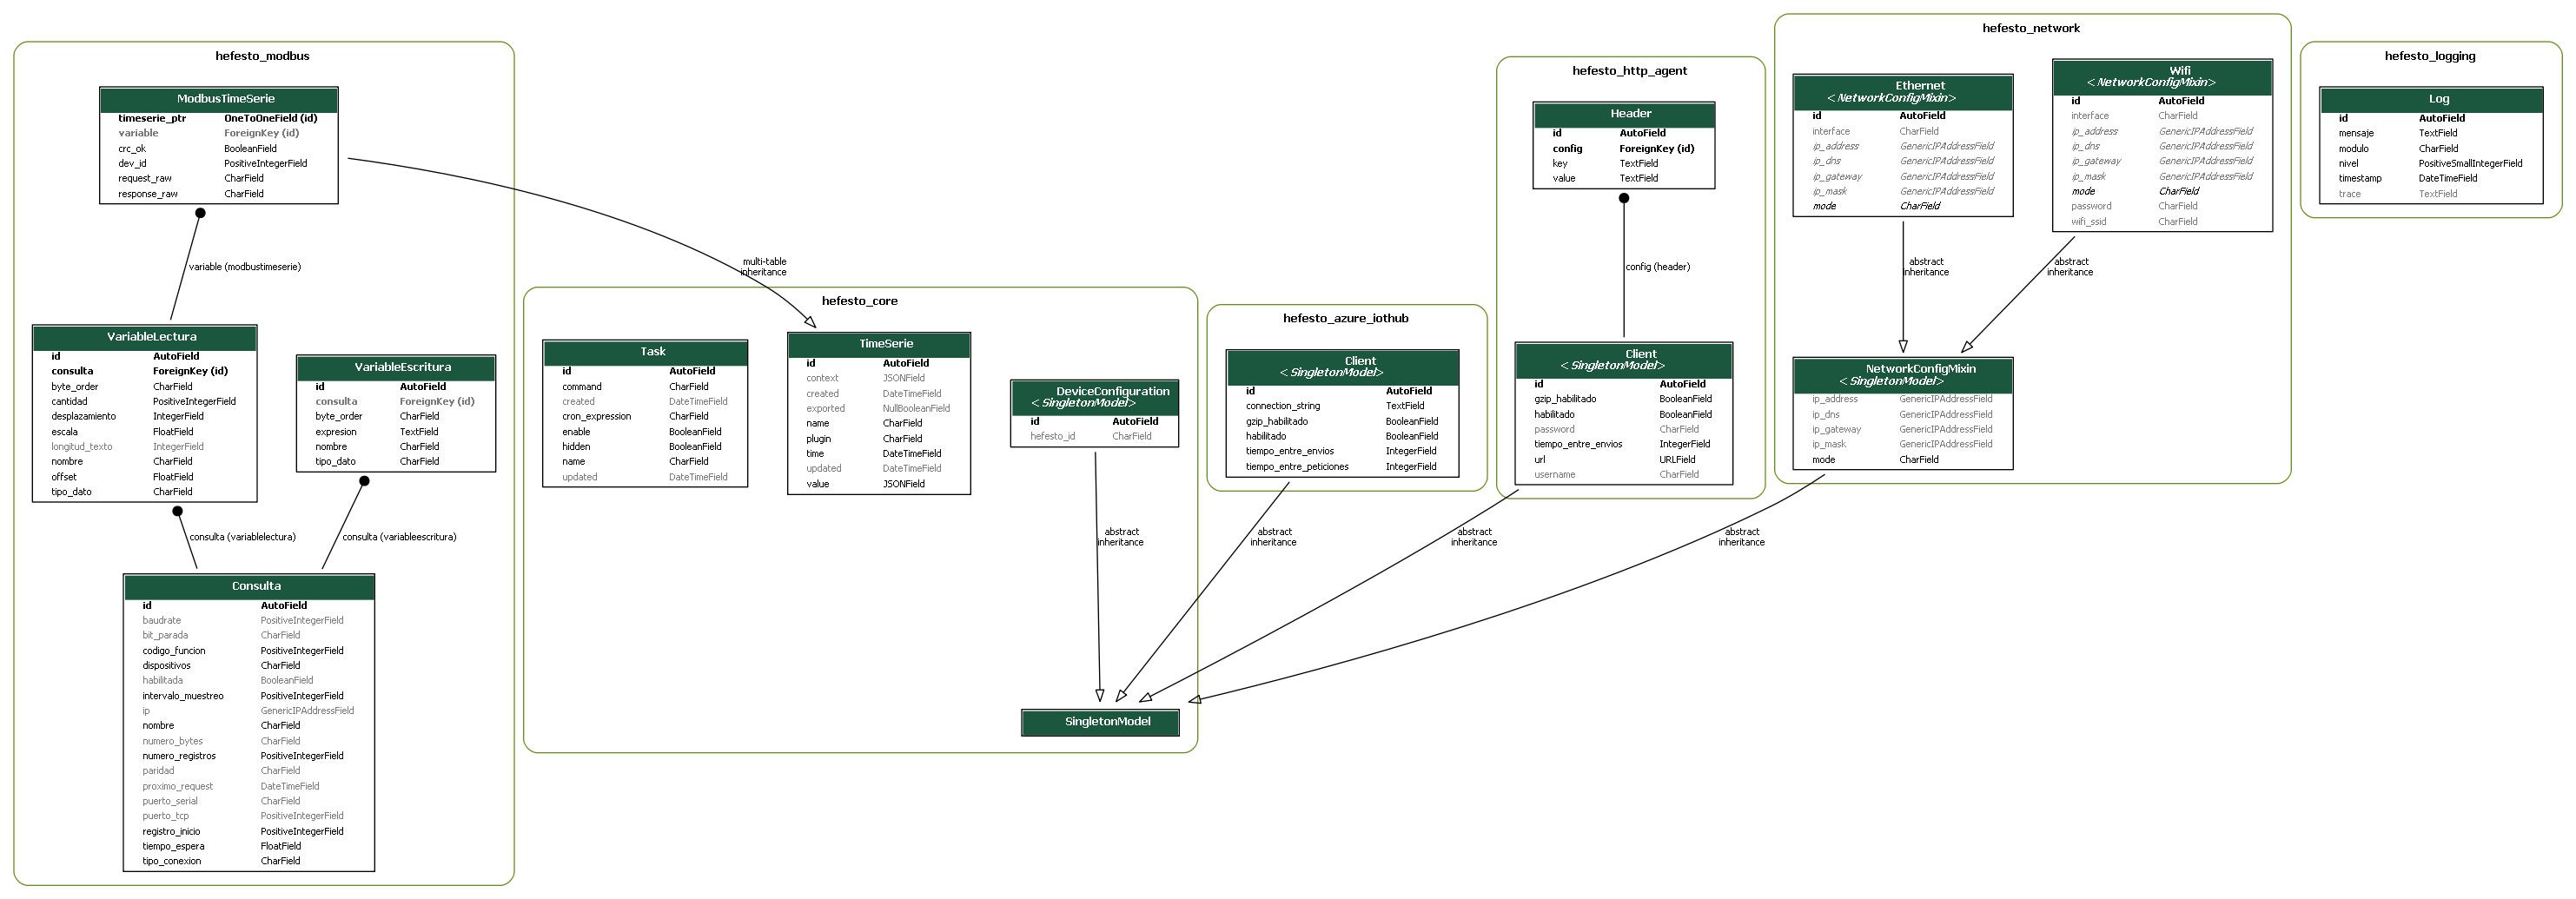 hefesto_modbus
ModbusTimeSerie
timeserie_ptr OneToOneField (id)
variable ForeignKey (id)
crc_ok BooleanField
dev_id PositiveIntegerField
request_raw CharField
response_raw CharField
variable (modbustimeserie)
VariableLectura
id AutoField
consulta ForeignKey (id)
byte_order CharField
cantidad PositiveIntegerField
desplazamiento IntegerField
escala FloatField
longitud_texto IntegerField
nombre CharField
offset FloatField
tipo_dato CharField
VariableEscritura
id AutoField
consulta ForeignKey (id)
byte_order CharField
expresion TextField
nombre CharField
tipo_dato CharField
consulta (variablelectura)
consulta (variableescritura)
Consulta
id AutoField
baudrate PositiveIntegerField
bit_parada CharField
codigo_funcion PositiveIntegerField
dispositivos CharField
habilitada BooleanField
intervalo_muestreo PositiveIntegerField
ip GenericIPAddressField
nombre CharField
numero_bytes CharField
numero_registros PositiveIntegerField
paridad CharField
proximo_request DateTimeField
puerto_serial CharField
puerto_tcp PositiveIntegerField
registro_inicio PositiveIntegerField
tiempo_espera FloatField
tipo_conexion CharField
multi-table
inheritance
hefesto_core
Task
id AutoField
command CharField
created DateTimeField
cron_expression CharField
enable BooleanField
hidden BooleanField
name CharField
updated DateTimeField
TimeSerie
id AutoField
context JSONField
created DateTimeField
exported NullBooleanField
name CharField
plugin CharField
time DateTimeField
updated DateTimeField
value JSONField
DeviceConfiguration
<SingletonModel>
id AutoField
hefesto_id CharField
abstract
inheritance
SingletonModel
hefesto_azure_iothub
Client
<SingletonModel>
id AutoField
connection_string TextField
gzip_habilitado BooleanField
habilitado BooleanField
tiempo_entre_envios IntegerField
tiempo_entre_peticiones IntegerField
abstract
inheritance
hefesto_http_agent
Header
id AutoField
config ForeignKey (id)
key TextField
value TextField
config (header)
Client
<SingletonModel>
id AutoField
gzip_habilitado BooleanField
habilitado BooleanField
password CharField
tiempo_entre_envios IntegerField
url URLField
username CharField
abstract
inheritance
hefesto_network
Ethernet
<NetworkConfigMixin>
id AutoField
interface CharField
ip_address GenericIPAddressField
ip_dns GenericIPAddressField
ip_gateway GenericIPAddressField
ip_mask GenericIPAddressField
mode CharField
Wifi
<NetworkConfigMixin>
id AutoField
interface CharField
ip_address GenericIPAddressField
ip_dns GenericIPAddressField
ip_gateway GenericIPAddressField
ip_mask GenericIPAddressField
mode CharField
password CharField
wifi_ssid CharField
abstract
inheritance
abstract
inheritance
NetworkConfigMixin
<SingletonModel>
ip_address GenericIPAddressField
ip_dns GenericIPAddressField
ip_gateway GenericIPAddressField
ip_mask GenericIPAddressField
mode CharField
abstract
inheritance
hefesto_logging
Log
id AutoField
mensaje TextField
modulo CharField
nivel PositiveSmallIntegerField
timestamp DateTimeField
trace TextField